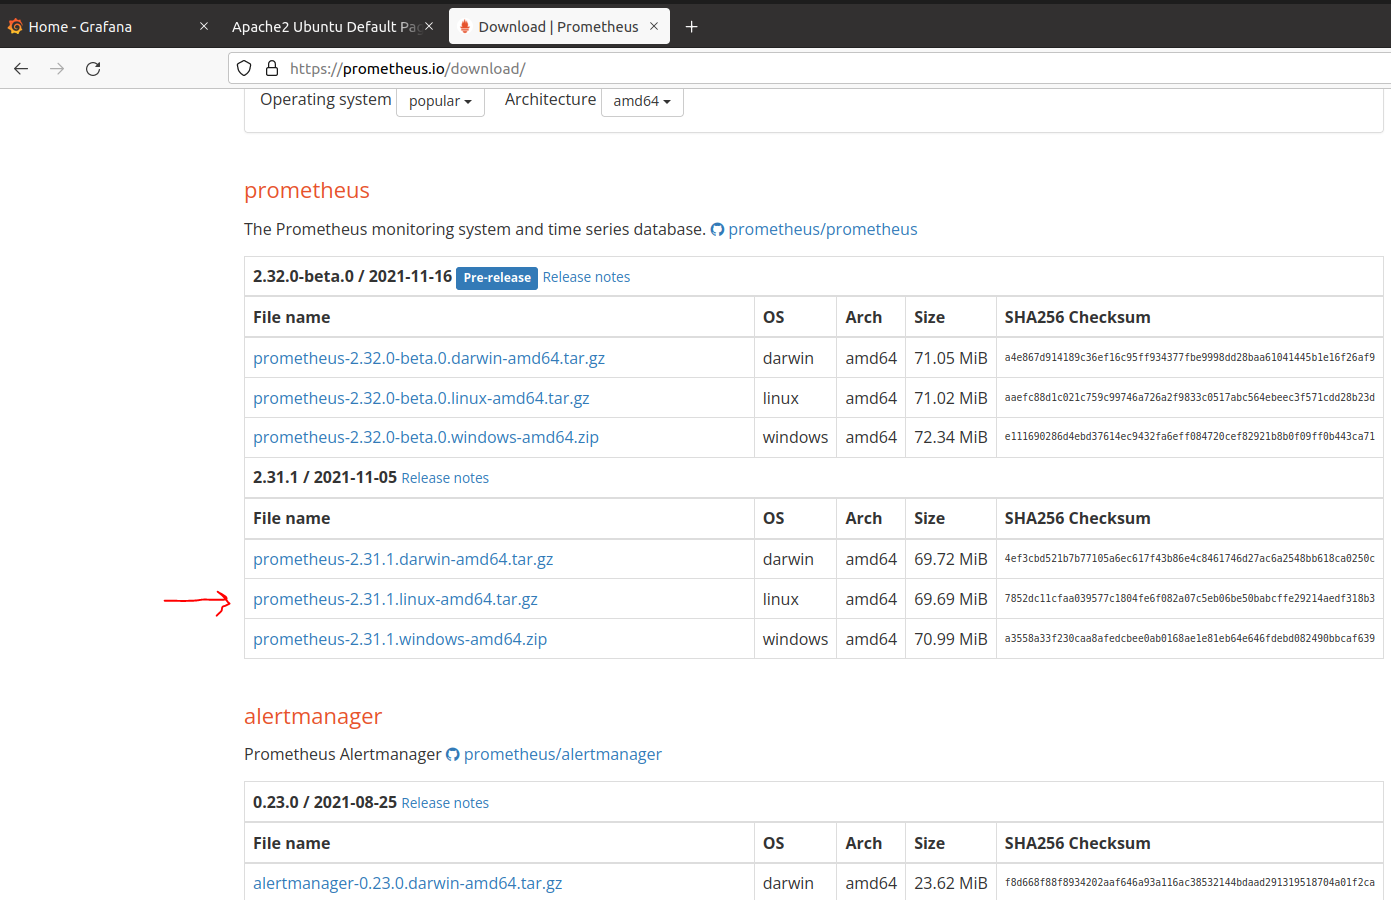 Home - Grafana
Apache2 Ubuntu Default Pa
Download | Prometheus
https://prometheus.io/download/
Operating system popular Architecture amd64
prometheus
The Prometheus monitoring system and time series database. prometheus/prometheus
2.32.0-beta.0 / 2021-11-16 Pre-release Release notes
File name OS Arch Size SHA256 Checksum
prometheus-2.32.0-beta.0.darwin-amd64.tar.gz darwin amd64 71.05 MiB a4e867d914189c36ef16c95ff934377fbe9998dd28baa61041445b1e16f26af9
prometheus-2.32.0-beta.0.linux-amd64.tar.gz linux amd64 71.02 MiB aaefc88d1c021c759c99746a726a2f9833c0517abc564ebeec3f571cdd28b23d
prometheus-2.32.0-beta.0.windows-amd64.zip windows amd64 72.34 MiB e111690286d4ebd37614ec9432fa6eff084720cef82921b8b0f09ff0b443ca71
2.31.1 / 2021-11-05 Release notes
File name OS Arch Size SHA256 Checksum
prometheus-2.31.1.darwin-amd64.tar.gz darwin amd64 69.72 MiB 4ef3cbd521b7b77105a6ec617f43b86e4c8461746d27ac6a2548bb618ca0250c
prometheus-2.31.1.linux-amd64.tar.gz linux amd64 69.69 MiB 7852dc11cfaa039577c1804fe6f082a07c5eb06be50babcffe29214aedf318b3
prometheus-2.31.1.windows-amd64.zip windows amd64 70.99 MiB a3558a33f230caa8afedcbee0ab0168ae1e81eb64e646fdebd082490bbcaf639
alertmanager
Prometheus Alertmanager prometheus/alertmanager
0.23.0 / 2021-08-25 Release notes
File name OS Arch Size SHA256 Checksum
alertmanager-0.23.0.darwin-amd64.tar.gz darwin amd64 23.62 MiB f8d668f88f8934202aaf646a93a116ac38532144bdaad291319518704a01f2ca